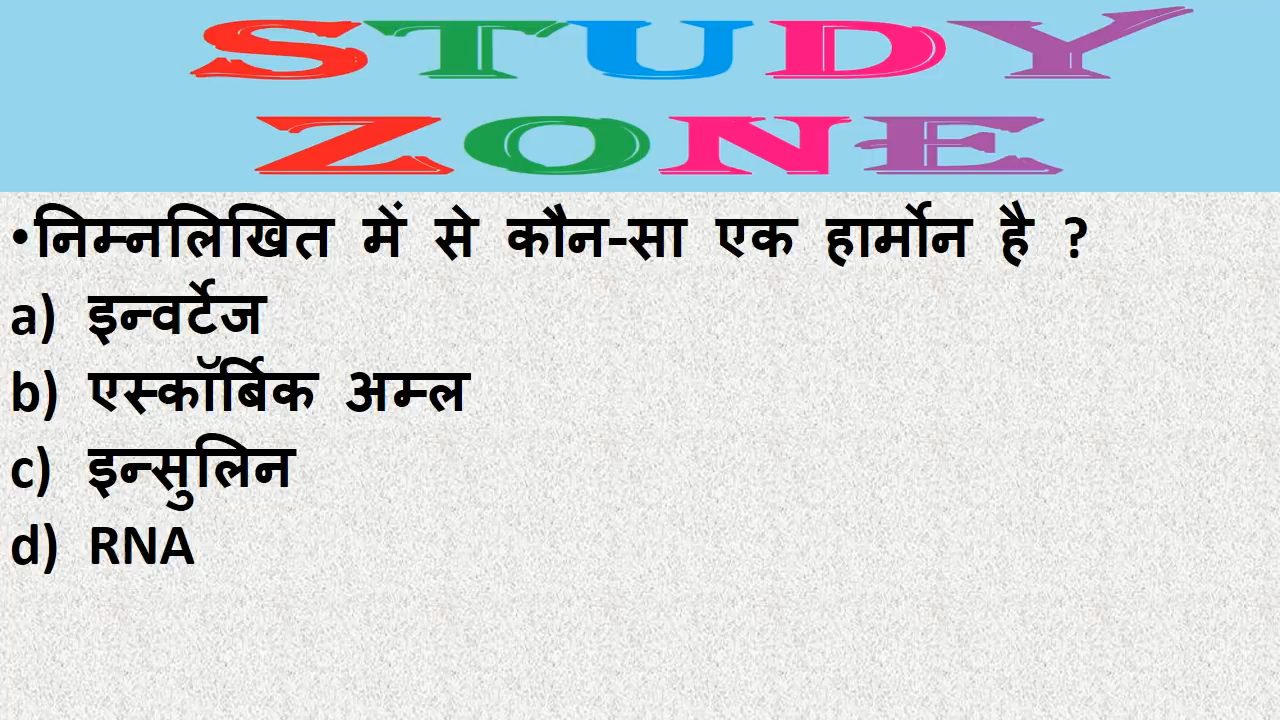 STUDY
ZONE
•निम्नलिखित में से कौन-सा एक हार्मोन है ?
a) इन्वर्टेज
b) एस्कॉर्बिक अम्ल
c) इन्सुलिन
d) RNA